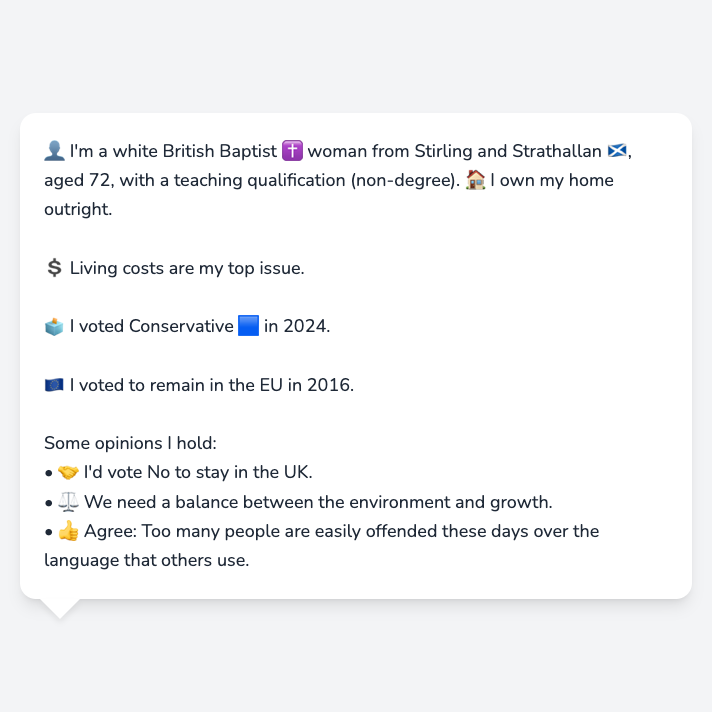 👤 I'm a white British Baptist ✝️ woman from Stirling and Strathallan 🏴󠁧󠁢󠁳󠁣󠁴󠁿,
aged 72, with a teaching qualification (non-degree). 🏠 I own my home
outright.
💲 Living costs are my top issue.
🗳️ I voted Conservative 🟦 in 2024.
🇪🇺 I voted to remain in the EU in 2016.
Some opinions I hold:
• 🤝 I'd vote No to stay in the UK.
• ⚖️ We need a balance between the environment and growth.
• 👍 Agree: Too many people are easily offended these days over the
language that others use.